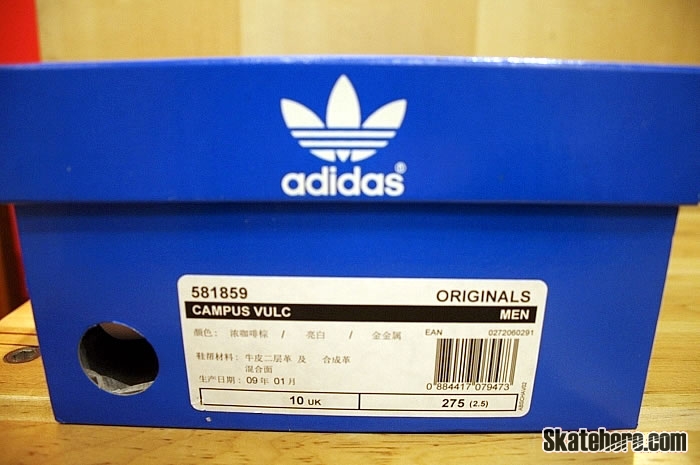 adidas®
581859 ORIGINALS
CAMPUS VULC MEN
颜色: 浓咖啡棕 / 亮白 / 金金属
EAN 0272060291
鞋帮材料: 牛皮二层革 及 合成革
混合面
生产日期: 09年 01月
0 884417 079473
10 UK 275 (2.5)
Skatehere.com